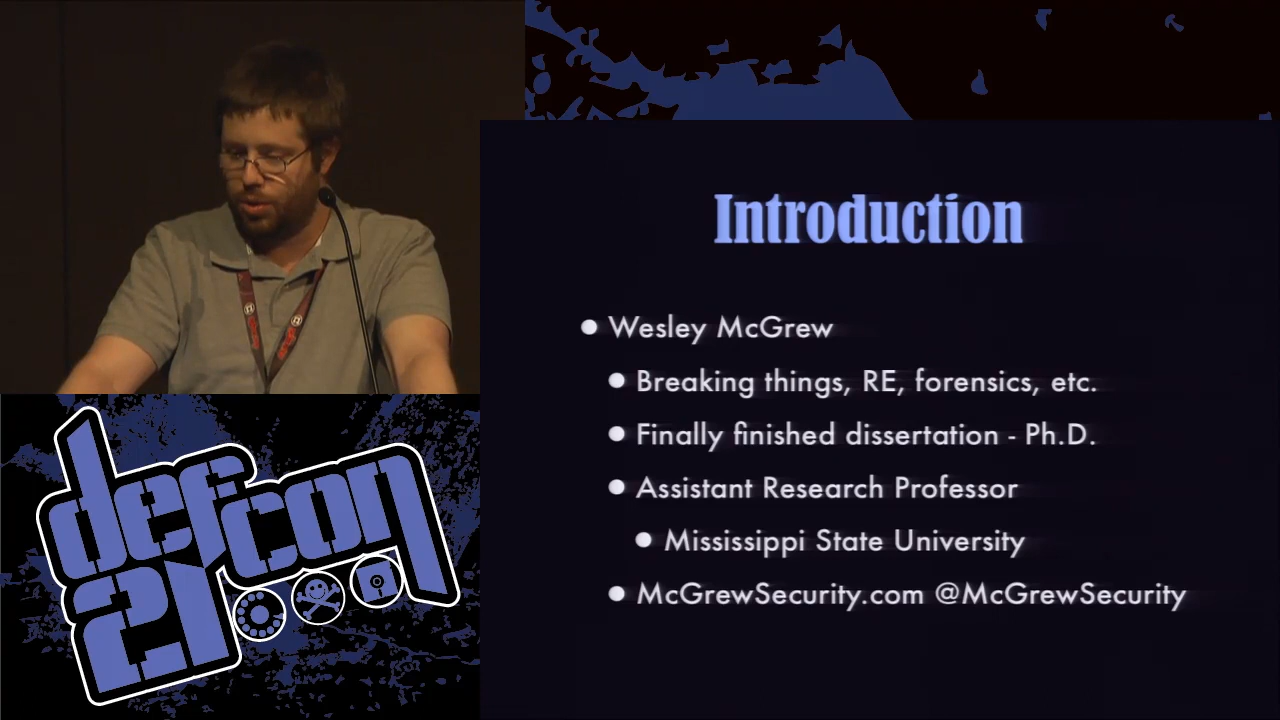 Introduction
Wesley McGrew
Breaking things, RE, forensics, etc.
Finally finished dissertation - Ph.D.
Assistant Research Professor
Mississippi State University
McGrewSecurity.com @McGrewSecurity
defcon
21